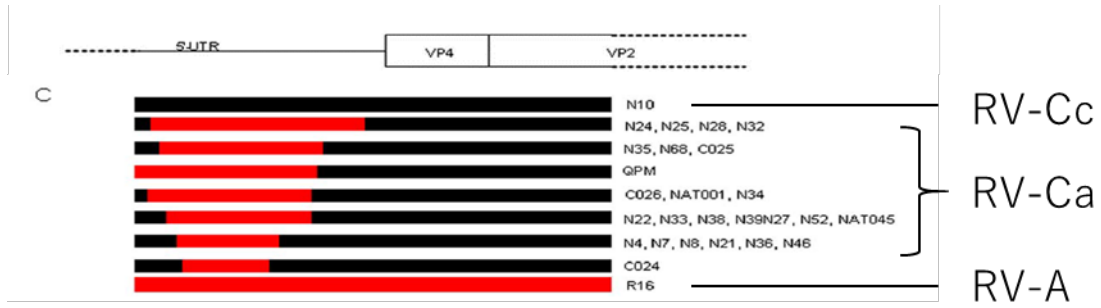 5'-UTR
VP4
VP2
C
N10
RV-Cc
N24, N25, N28, N32
N35, N68, C025
QPM
RV-Ca
C026, NAT001, N34
N22, N33, N38, N39N27, N52, NAT045
N4, N7, N8, N21, N36, N46
C024
R16
RV-A